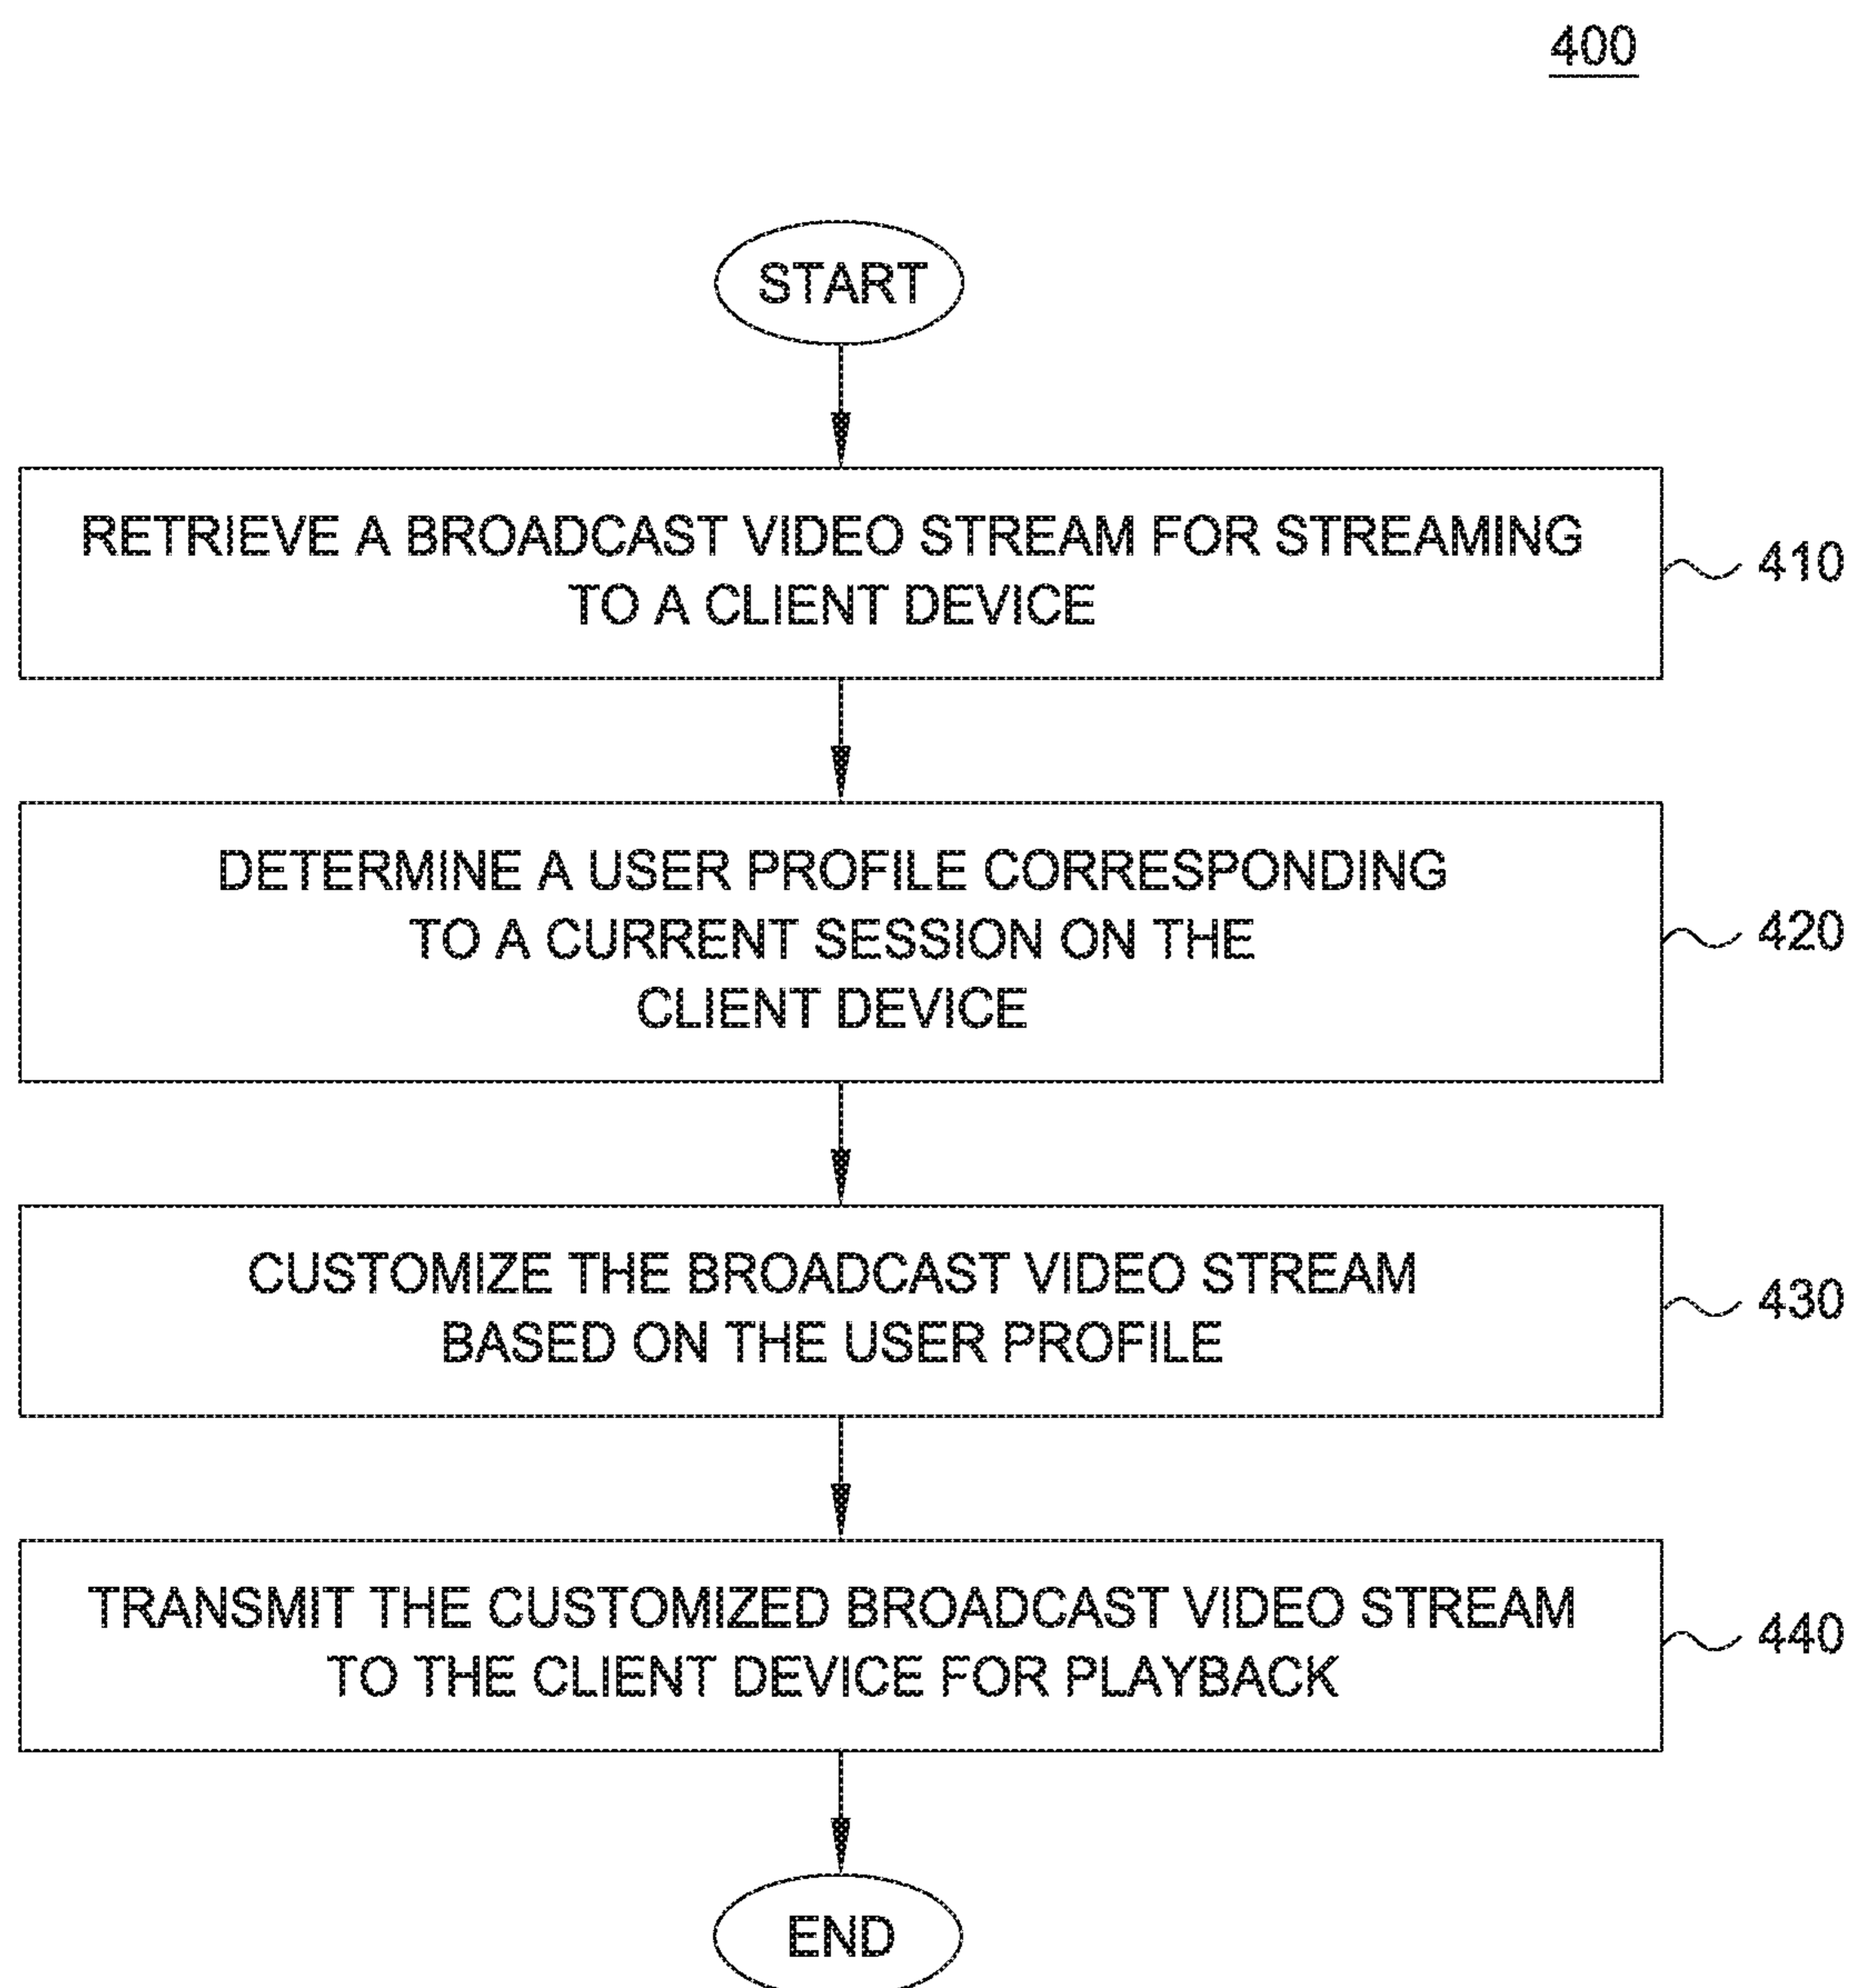 400
START
RETRIEVE A BROADCAST VIDEO STREAM FOR STREAMING
TO A CLIENT DEVICE
410
DETERMINE A USER PROFILE CORRESPONDING
TO A CURRENT SESSION ON THE
CLIENT DEVICE
420
CUSTOMIZE THE BROADCAST VIDEO STREAM
BASED ON THE USER PROFILE
430
TRANSMIT THE CUSTOMIZED BROADCAST VIDEO STREAM
TO THE CLIENT DEVICE FOR PLAYBACK
440
END